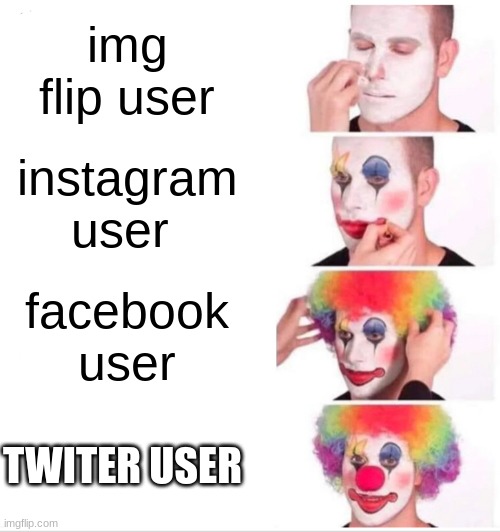 img
flip user
instagram
user
facebook
user
TWITER USER
imgflip.com